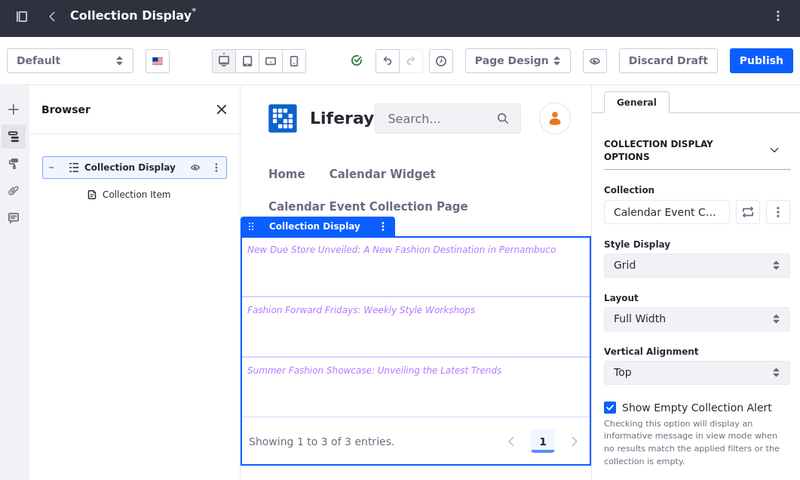 Collection Display*
Default
Page Design
Discard Draft
Publish
Browser
Collection Display
Collection Item
Liferay
Search...
Home
Calendar Widget
Calendar Event Collection Page
Collection Display
New Due Store Unveiled: A New Fashion Destination in Pernambuco
Fashion Forward Fridays: Weekly Style Workshops
Summer Fashion Showcase: Unveiling the Latest Trends
Showing 1 to 3 of 3 entries.
1
General
COLLECTION DISPLAY
OPTIONS
Collection
Calendar Event C...
Style Display
Grid
Layout
Full Width
Vertical Alignment
Top
Show Empty Collection Alert
Checking this option will display an
informative message in view mode when
no results match the applied filters or the
collection is empty.